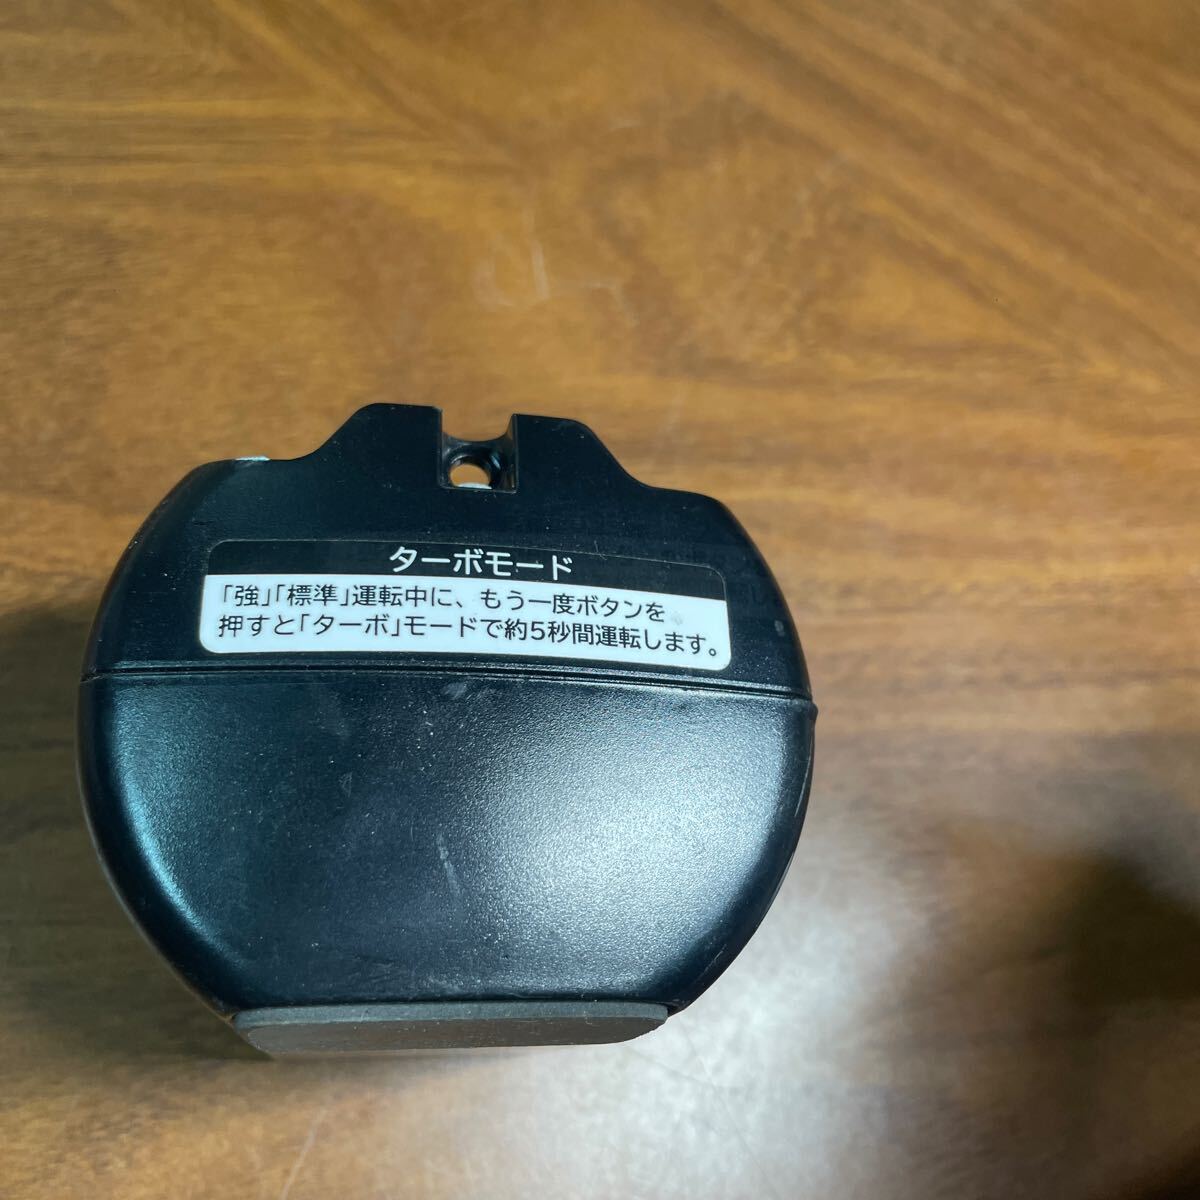 ターボモード
「強」「標準」運転中に、もう一度ボタンを
押すと「ターボ」モードで約5秒間運転します。